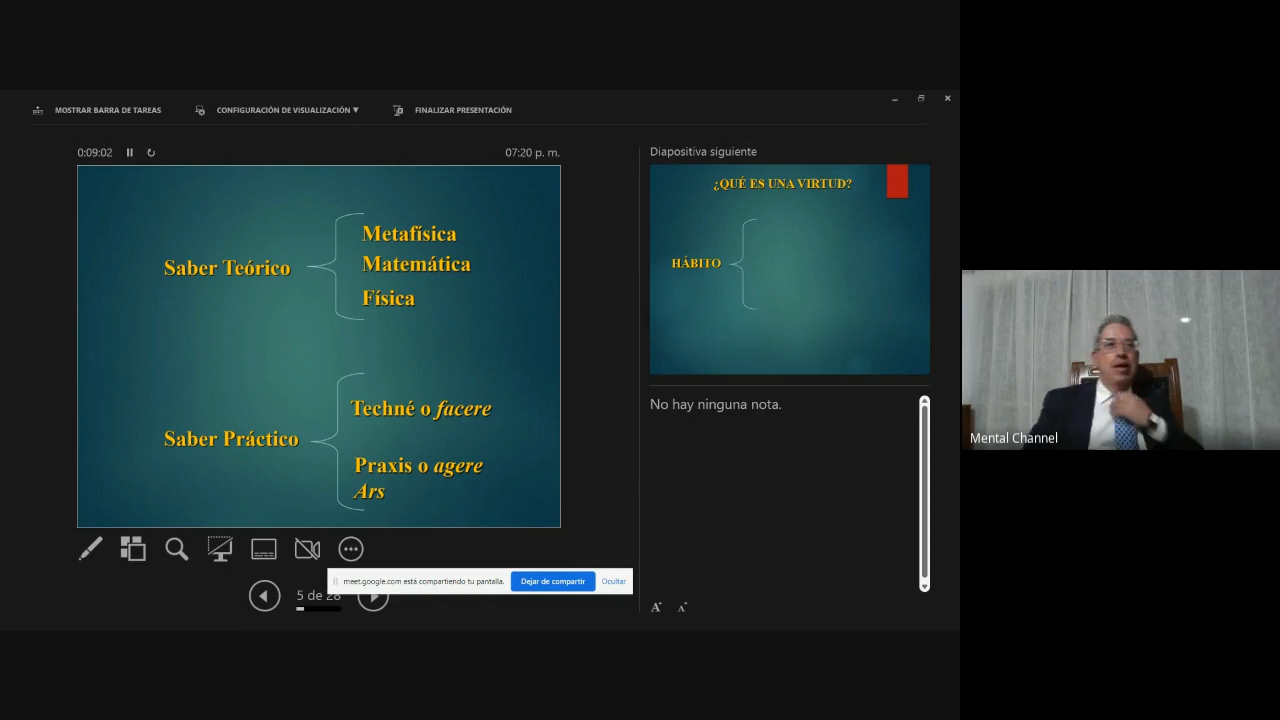 MOSTRAR BARRA DE TAREAS
CONFIGURACIÓN DE VISUALIZACIÓN ▼
FINALIZAR PRESENTACIÓN
0:09:02
07:20 p. m.
Saber Teórico
Metafísica
Matemática
Física
Saber Práctico
Techné o facere
Praxis o agere
Ars
Diapositiva siguiente
¿QUÉ ES UNA VIRTUD?
HÁBITO
No hay ninguna nota.
meet.google.com está compartiendo tu pantalla.
Dejar de compartir
Ocultar
5 de 28
A A
Mental Channel